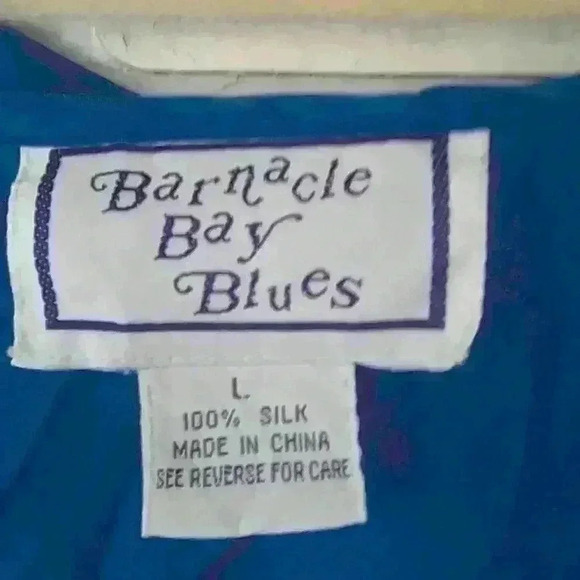 Barnacle
Bay
Blues
L
100% SILK
MADE IN CHINA
SEE REVERSE FOR CARE